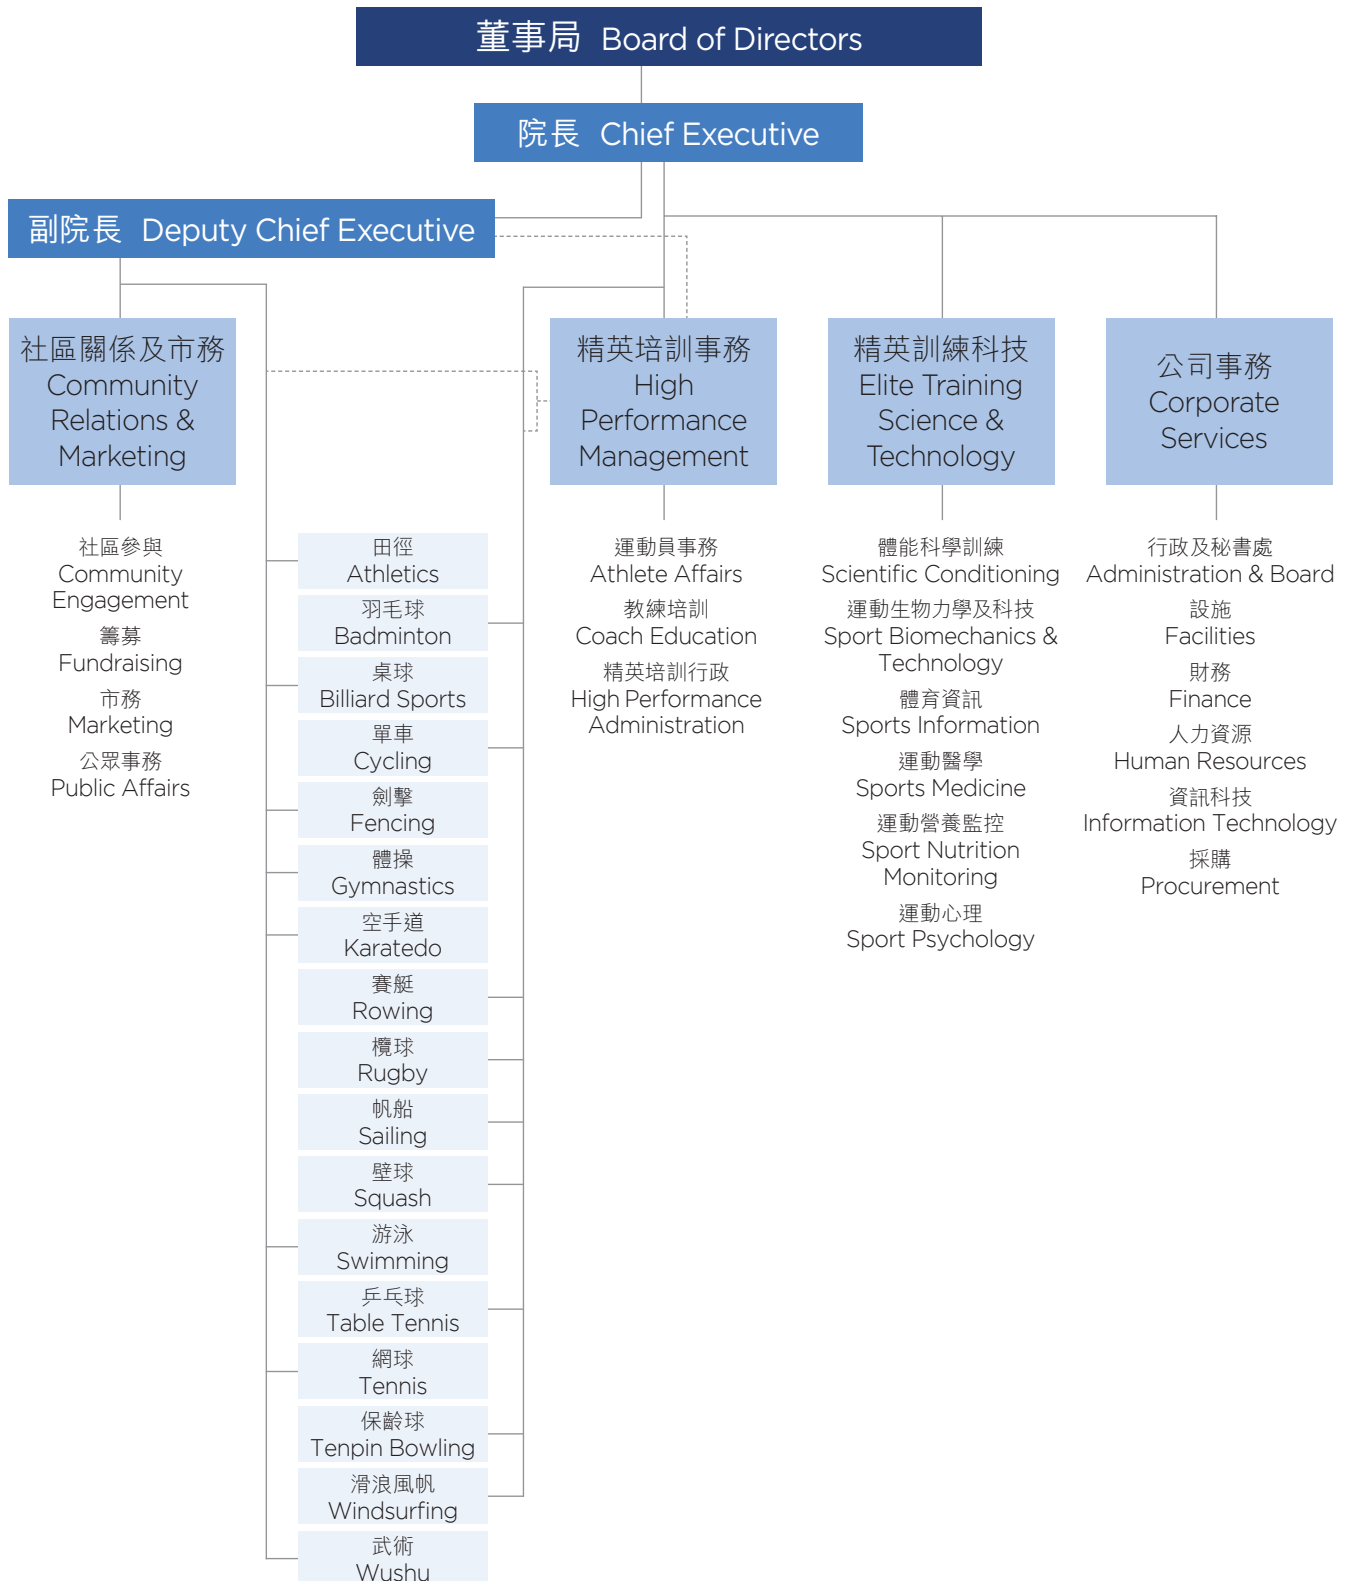 董事局 Board of Directors
院長 Chief Executive
副院長 Deputy Chief Executive
社區關係及市務
Community
Relations &
Marketing
精英培訓事務
High
Performance
Management
精英訓練科技
Elite Training
Science &
Technology
公司事務
Corporate
Services
社區參與
Community
Engagement
籌募
Fundraising
市務
Marketing
公眾事務
Public Affairs
田徑
Athletics
羽毛球
Badminton
桌球
Billiard Sports
單車
Cycling
劍擊
Fencing
體操
Gymnastics
空手道
Karatedo
賽艇
Rowing
欖球
Rugby
帆船
Sailing
壁球
Squash
游泳
Swimming
乒乓球
Table Tennis
網球
Tennis
保齡球
Tenpin Bowling
滑浪風帆
Windsurfing
武術
Wushu
運動員事務
Athlete Affairs
教練培訓
Coach Education
精英培訓行政
High Performance
Administration
體能科學訓練
Scientific Conditioning
運動生物力學及科技
Sport Biomechanics &
Technology
體育資訊
Sports Information
運動醫學
Sports Medicine
運動營養監控
Sport Nutrition
Monitoring
運動心理
Sport Psychology
行政及秘書處
Administration & Board
設施
Facilities
財務
Finance
人力資源
Human Resources
資訊科技
Information Technology
採購
Procurement